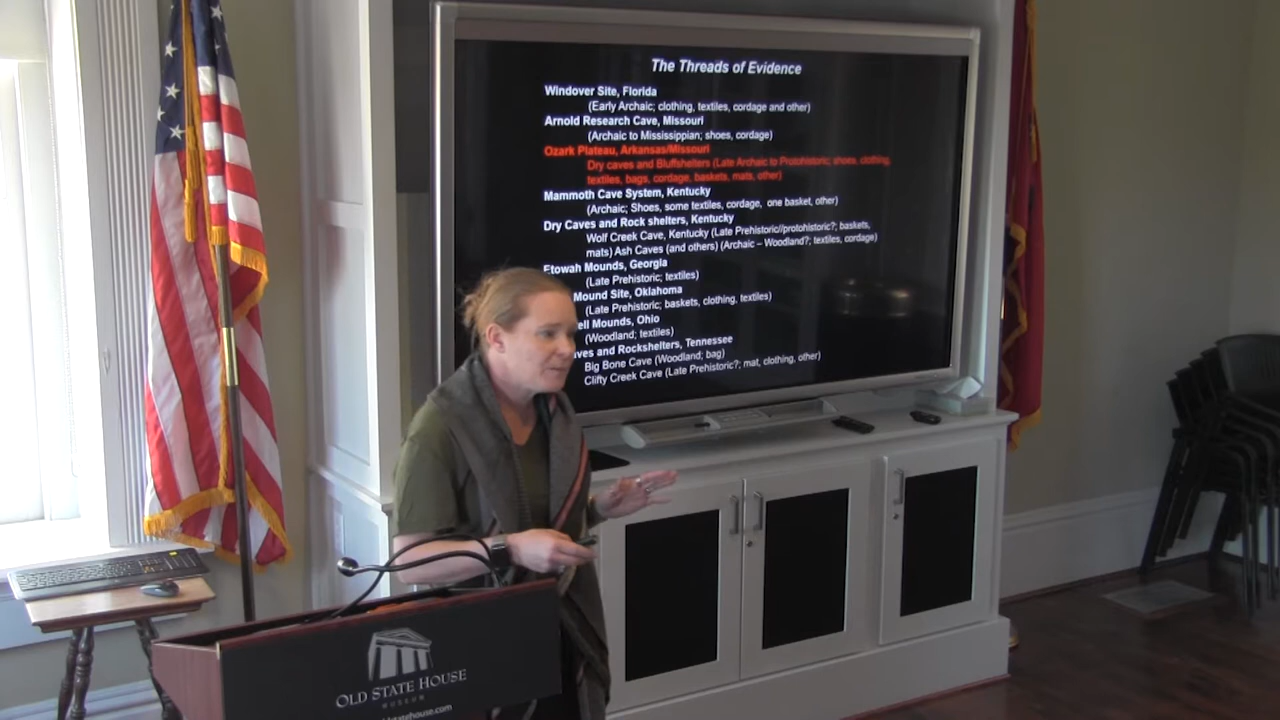 The Threads of Evidence
Windover Site, Florida
(Early Archaic; clothing, textiles, cordage and other)
Arnold Research Cave, Missouri
(Archaic to Mississippian; shoes, cordage)
Ozark Plateau, Arkansas/Missouri
Dry caves and Bluffshelters (Late Archaic to Protohistoric; shoes, clothing,
textiles, bags, cordage, baskets, mats, other)
Mammoth Cave System, Kentucky
(Archaic; Shoes, some textiles, cordage, one basket, other)
Dry Caves and Rock shelters, Kentucky
Wolf Creek Cave, Kentucky (Late Prehistoric//protohistoric?; baskets,
mats) Ash Caves (and others) (Archaic – Woodland?; textiles, cordage)
Etowah Mounds, Georgia
(Late Prehistoric; textiles)
Mound Site, Oklahoma
(Late Prehistoric; baskets, clothing, textiles)
ell Mounds, Ohio
(Woodland; textiles)
aves and Rockshelters, Tennessee
Big Bone Cave (Woodland; bag)
Clifty Creek Cave (Late Prehistoric?; mat, clothing, other)
OLD STATE HOUSE
MUSEUM
tehouse.com